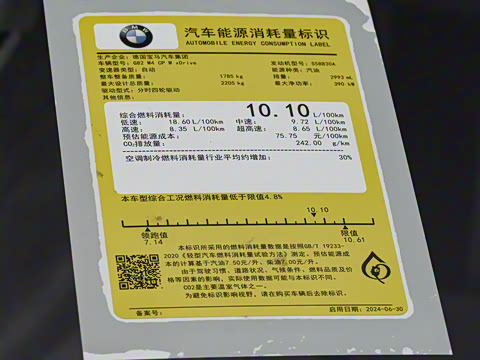 BMW
汽车能源消耗量标识
AUTOMOBILE ENERGY CONSUMPTION LABEL
生产企业: 德国宝马汽车集团
车辆型号: G82 M4 CP M xDrive 发动机型号: S58B30A
变速器类型: 自动 能源种类: 汽油
整车整备质量: 1785 kg 排量: 2993 mL
最大设计总质量: 2205 kg 最大净功率: 390 kW
驱动型式: 分时四轮驱动
其他信息:
综合燃料消耗量: 10.10 L/100km
低速: 18.60 L/100km 中速: 9.72 L/100km
高速: 8.35 L/100km 超高速: 8.65 L/100km
预估能源成本: 75.75 元/100km
CO₂排放量: 242.00 g/km
空调制冷燃料消耗量行业平均约增加: 30%
本车型综合工况燃料消耗量低于限值4.8%
10.10
领跑值 限值
7.14 10.61
本标识所采用的燃料消耗量数据是按照GB/T 19233-
2020《轻型汽车燃料消耗量试验方法》测定。预估能源成
本的计算基于汽油7.50元/升、柴油7.00元/升。
由于驾驶习惯、道路状况、气候条件、燃料品质及价
格等因素的影响,实际使用数据可能与本标识不同。
CO2是主要温室气体之一。
为避免标识影响视野,请在购买车辆后去除标识。
备案号: 启用日期: 2024-06-30